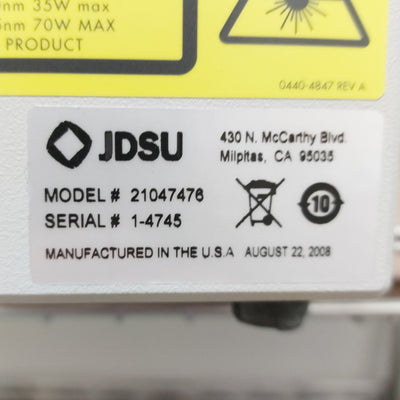 nm 35W max
5nm 70W MAX
PRODUCT
0440-4847 REV A
JDSU
430 N. McCarthy Blvd.
Milpitas, CA 95035
MODEL # 21047476
SERIAL # 1-4745
10
MANUFACTURED IN THE U.S.A AUGUST 22, 2008